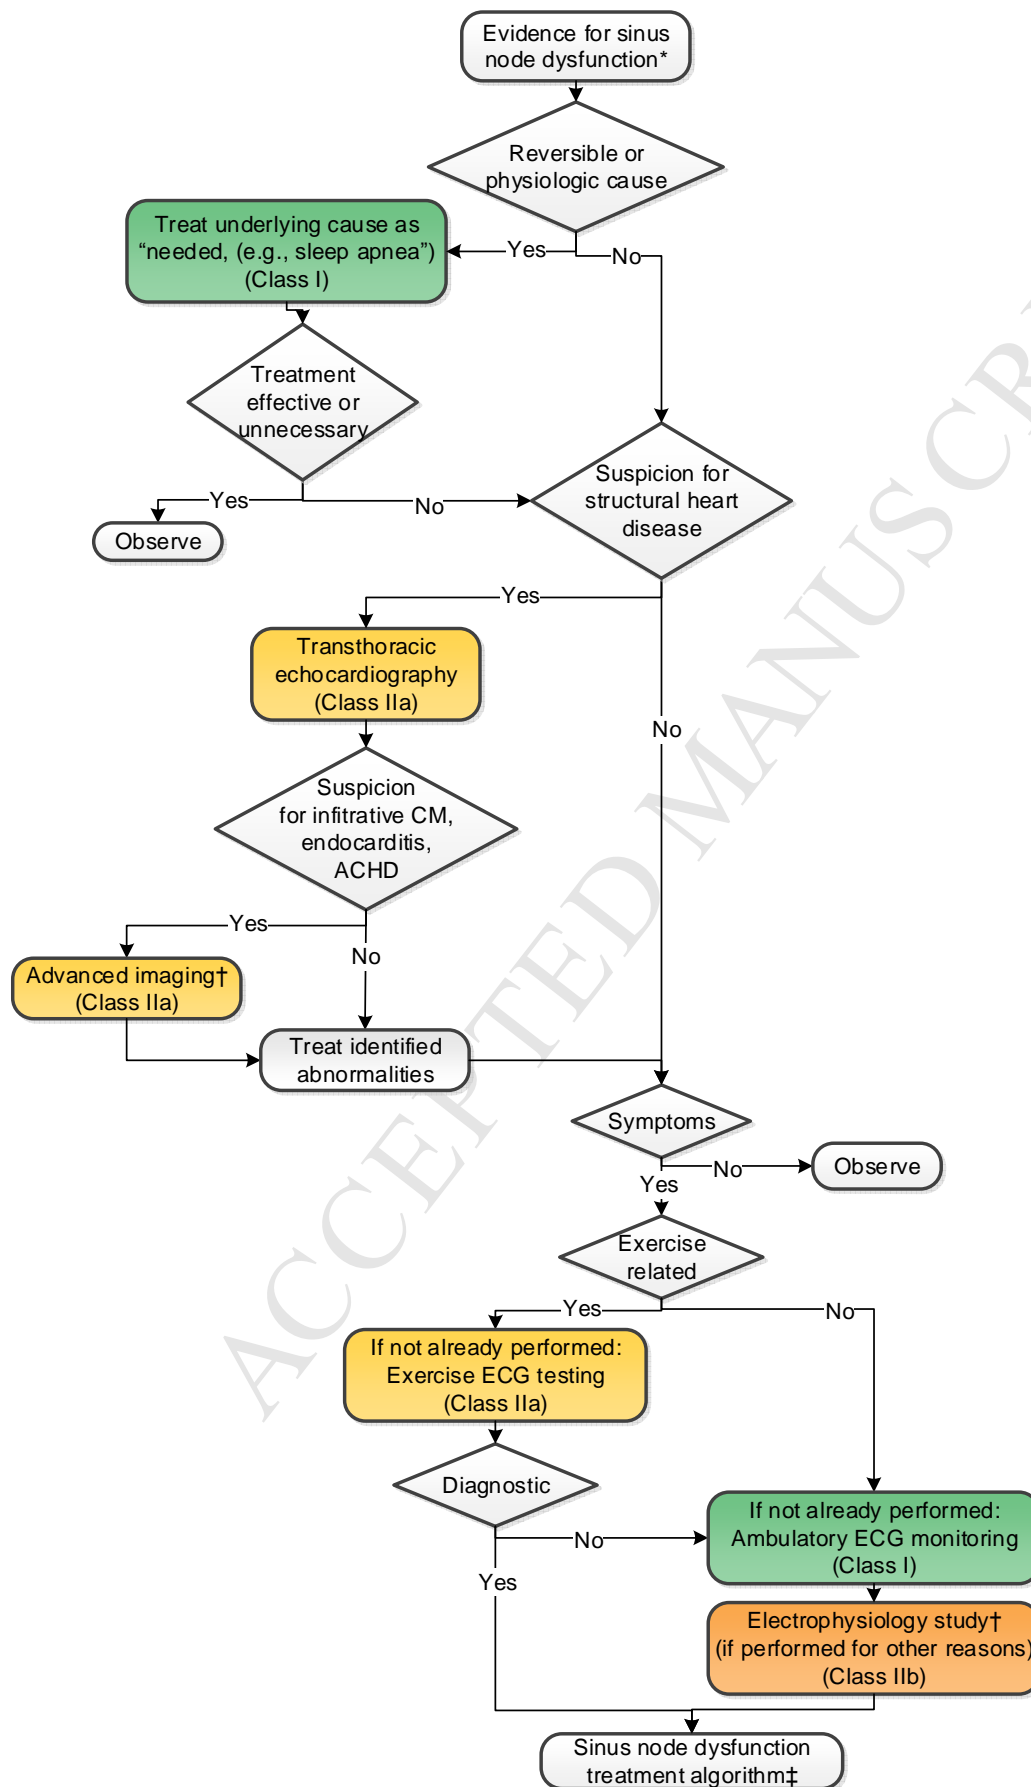 Evidence for sinus
node dysfunction*
Reversible or
physiologic cause
Treat underlying cause as
“needed, (e.g., sleep apnea”)
(Class I)
Yes
No
Treatment
effective or
unnecessary
Suspicion for
structural heart
disease
Yes
No
Observe
Yes
Transthoracic
echocardiography
(Class IIa)
No
Suspicion
for infitrative CM,
endocarditis,
ACHD
Yes
No
Advanced imaging†
(Class IIa)
Treat identified
abnormalities
Symptoms
No
Observe
Yes
Exercise
related
Yes
No
If not already performed:
Exercise ECG testing
(Class IIa)
Diagnostic
If not already performed:
Ambulatory ECG monitoring
(Class I)
No
Yes
Electrophysiology study†
(if performed for other reasons)
(Class IIb)
Sinus node dysfunction
treatment algorithm‡
ACCEPTED MANUSCRI